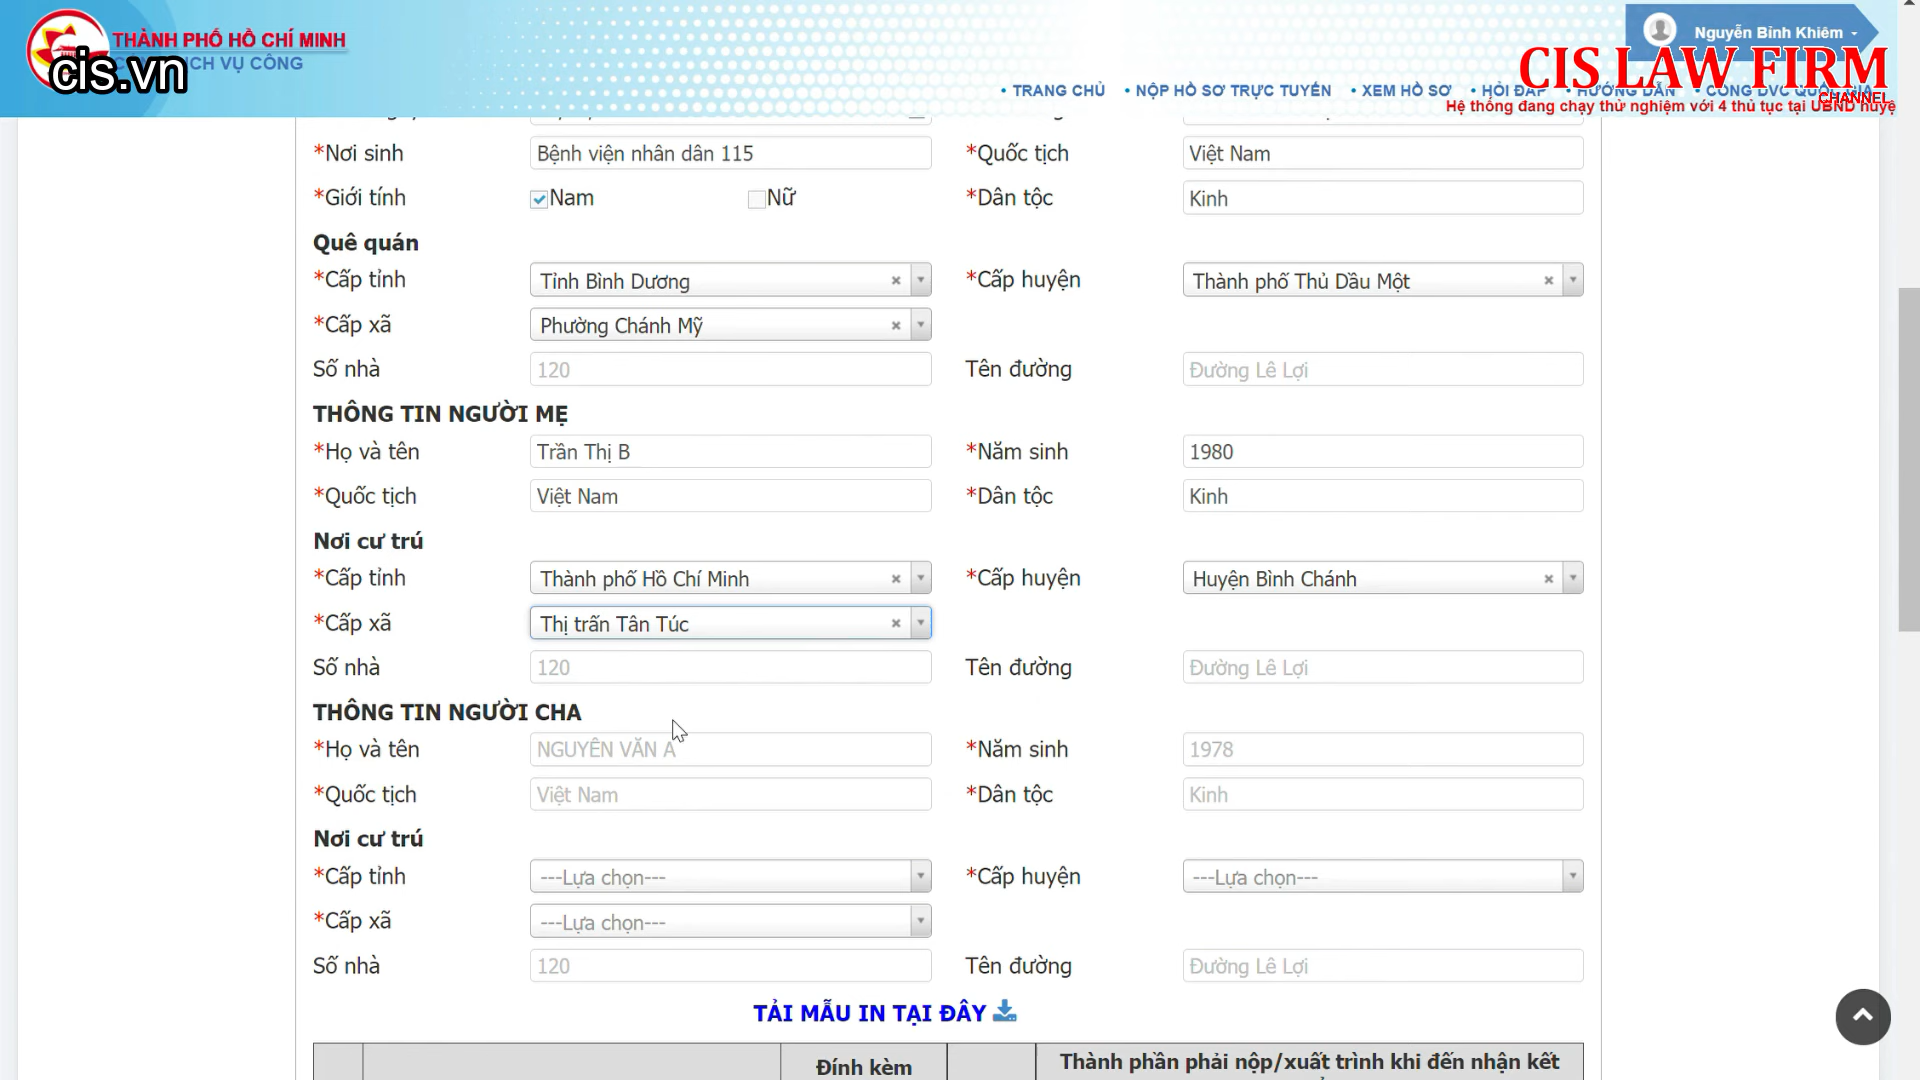 THÀNH PHỐ HỒ CHÍ MINH
DỊCH VỤ CÔNG
cis.vn
Nguyễn Bỉnh Khiêm
CIS LAW FIRM
CHANNEL
• TRANG CHỦ • NỘP HỒ SƠ TRỰC TUYẾN • XEM HỒ SƠ • HỎI ĐÁP • HƯỚNG DẪN • CỔNG DVC QUỐC GIA
Hệ thống đang chạy thử nghiệm với 4 thủ tục tại UBND huyệ
*Nơi sinh Bệnh viện nhân dân 115 *Quốc tịch Việt Nam
*Giới tính Nam Nữ *Dân tộc Kinh
Quê quán
*Cấp tỉnh Tỉnh Bình Dương *Cấp huyện Thành phố Thủ Dầu Một
*Cấp xã Phường Chánh Mỹ
Số nhà 120 Tên đường Đường Lê Lợi
THÔNG TIN NGƯỜI MẸ
*Họ và tên Trần Thị B *Năm sinh 1980
*Quốc tịch Việt Nam *Dân tộc Kinh
Nơi cư trú
*Cấp tỉnh Thành phố Hồ Chí Minh *Cấp huyện Huyện Bình Chánh
*Cấp xã Thị trấn Tân Túc
Số nhà 120 Tên đường Đường Lê Lợi
THÔNG TIN NGƯỜI CHA
*Họ và tên NGUYỄN VĂN A *Năm sinh 1978
*Quốc tịch Việt Nam *Dân tộc Kinh
Nơi cư trú
*Cấp tỉnh ---Lựa chọn--- *Cấp huyện ---Lựa chọn---
*Cấp xã ---Lựa chọn---
Số nhà 120 Tên đường Đường Lê Lợi
TẢI MẪU IN TẠI ĐÂY
Đính kèm Thành phần phải nộp/xuất trình khi đến nhận kết